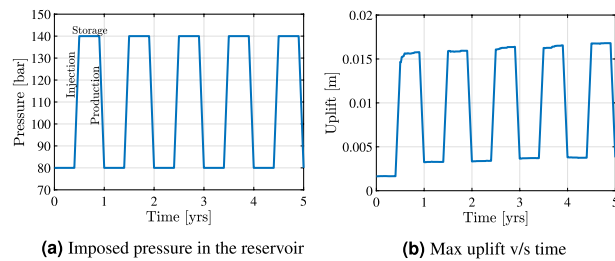 150
140
130
120
110
100
90
80
70
Pressure [bar]
Storage
Injection
Production
0 1 2 3 4 5
Time [yrs]
(a) Imposed pressure in the reservoir
0.02
0.015
0.01
0.005
0
Uplift [m]
0 1 2 3 4 5
Time [yrs]
(b) Max uplift v/s time